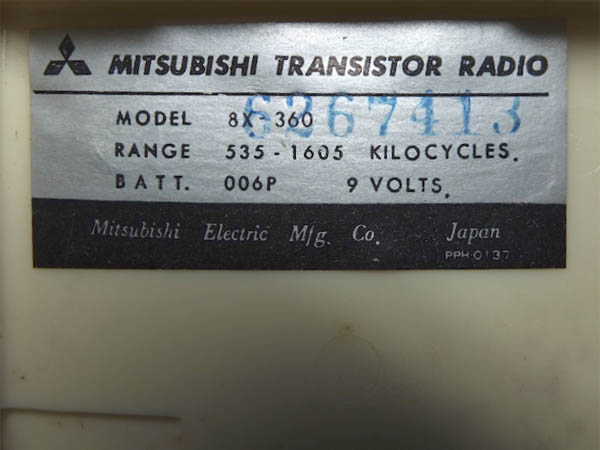 MITSUBISHI TRANSISTOR RADIO
6267413
MODEL 8X-360
RANGE 535-1605 KILOCYCLES.
BATT. 006P 9 VOLTS.
Mitsubishi Electric Mfg. Co. Japan
PPH-0137